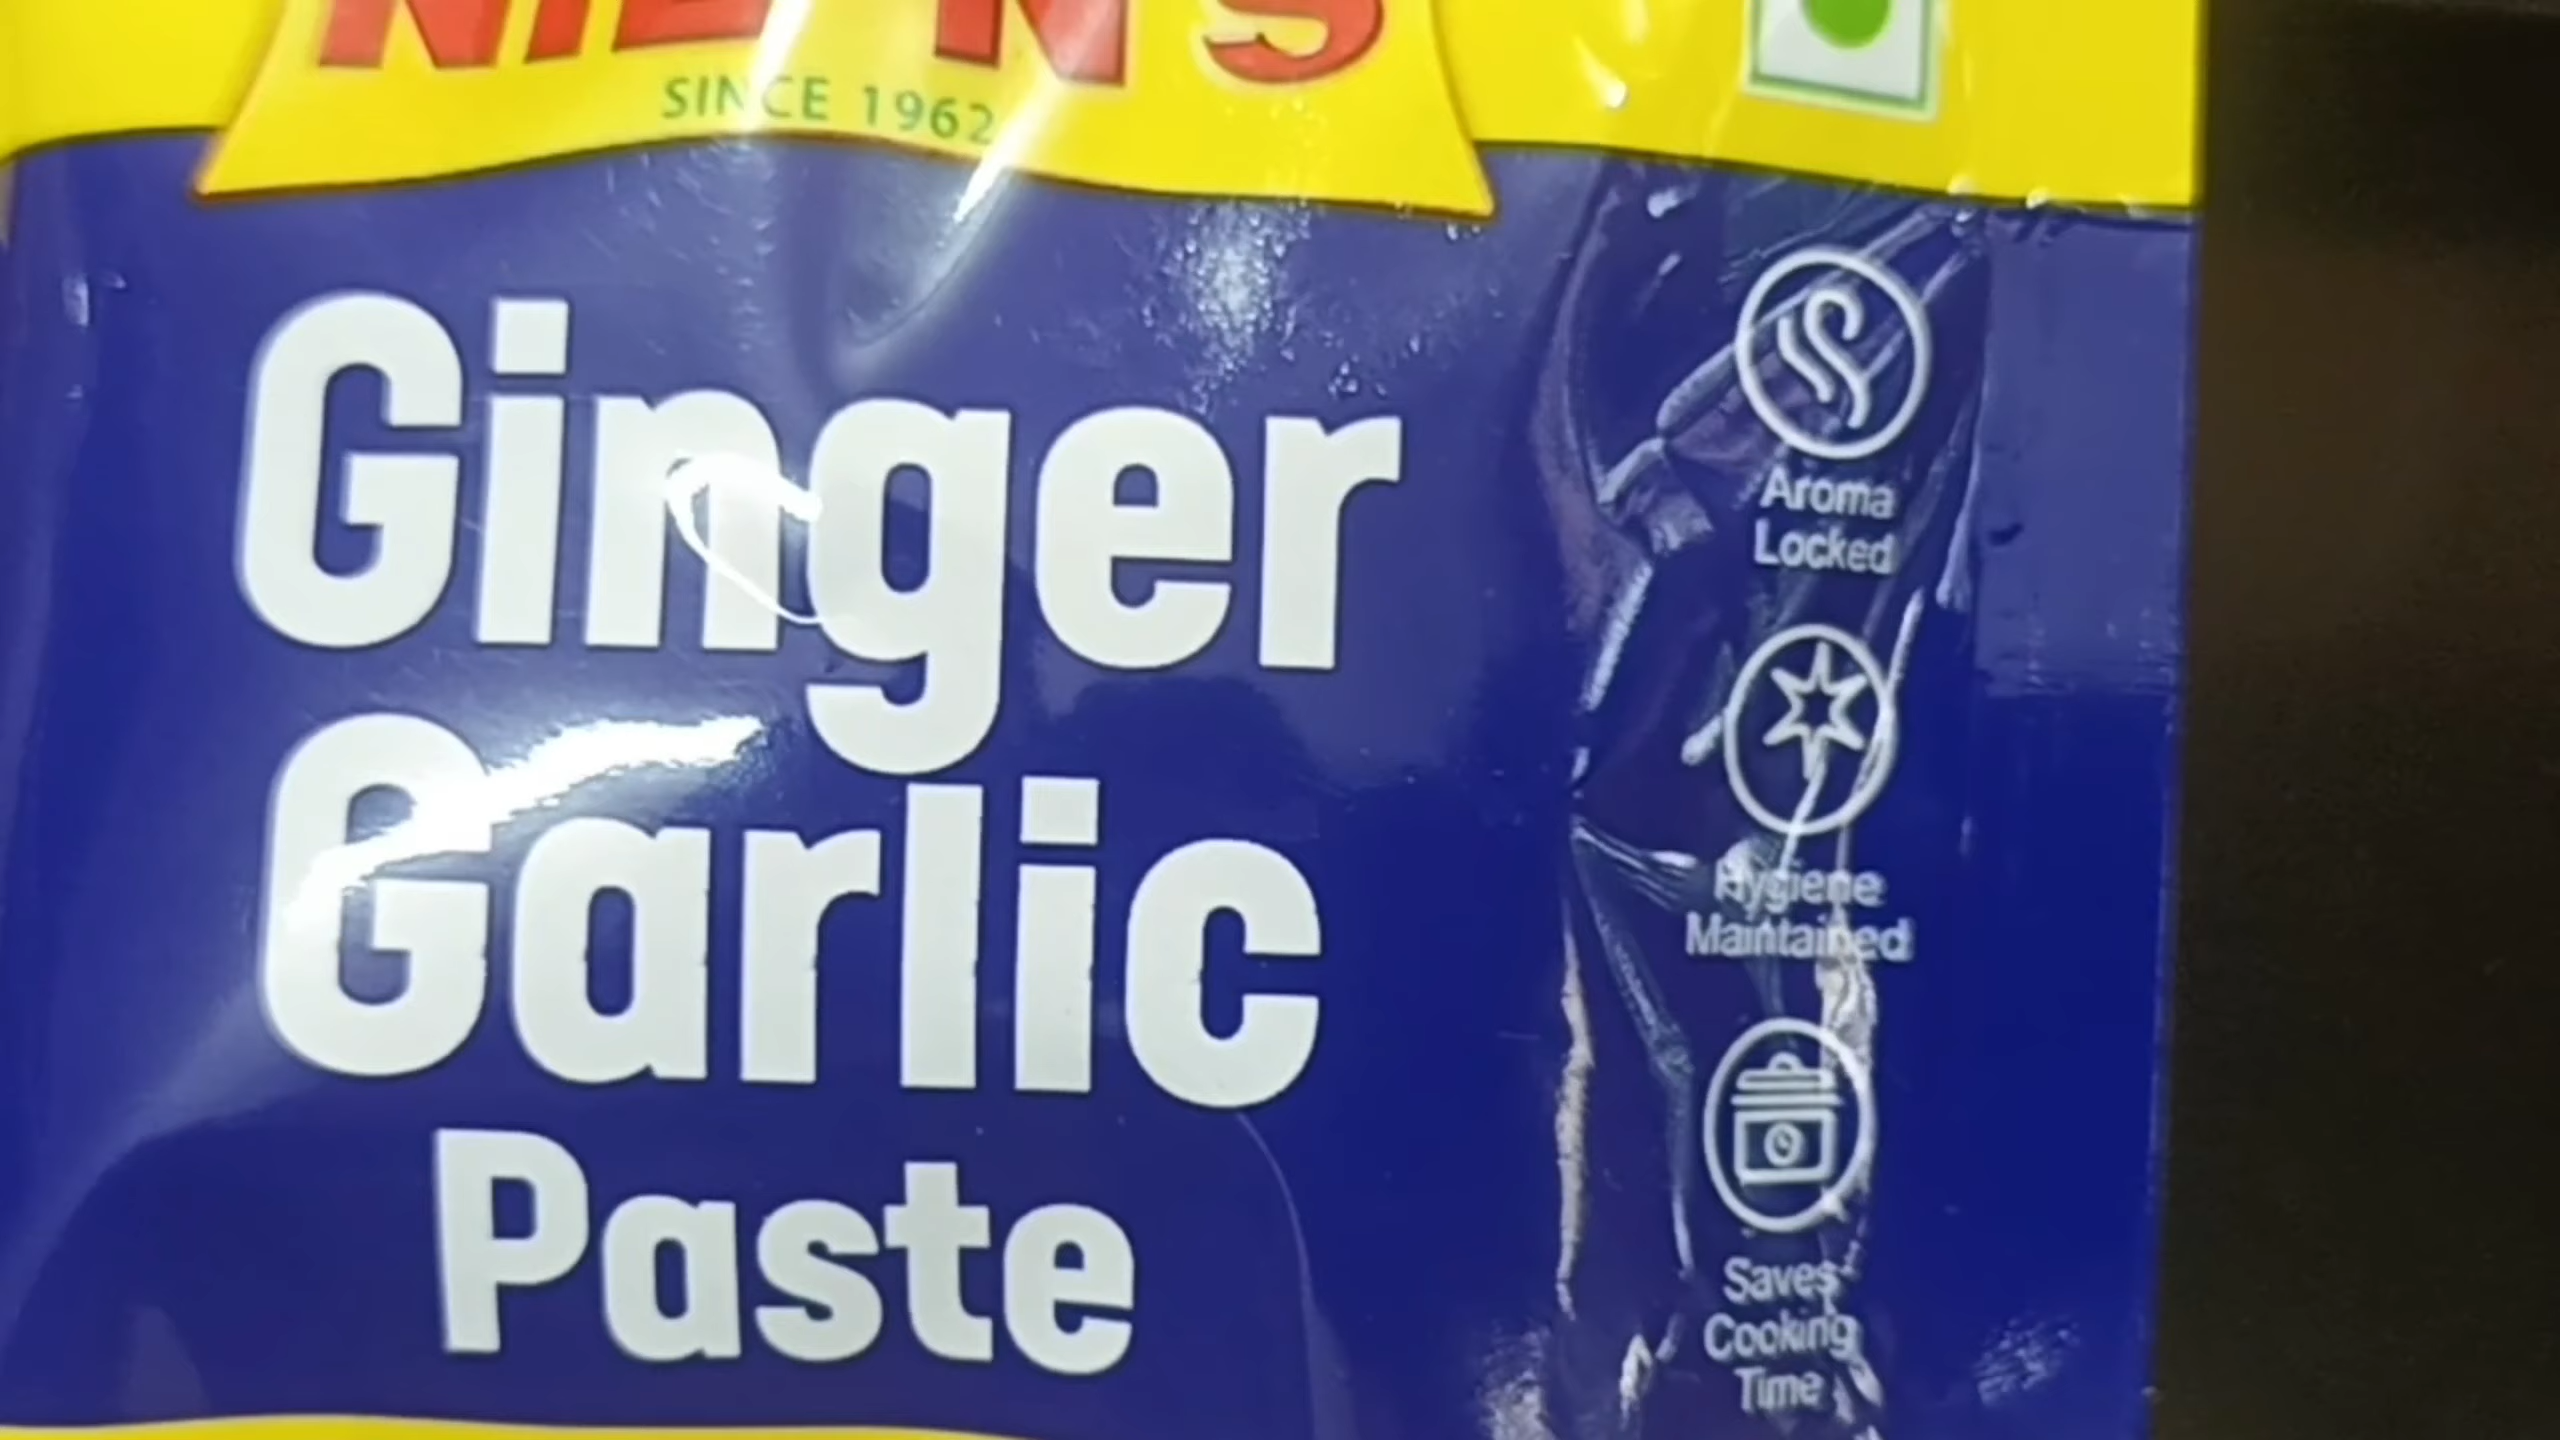 SINCE 1962
Ginger
Garlic
Paste
Aroma
Locked
Hygiene
Maintained
Saves
Cooking
Time